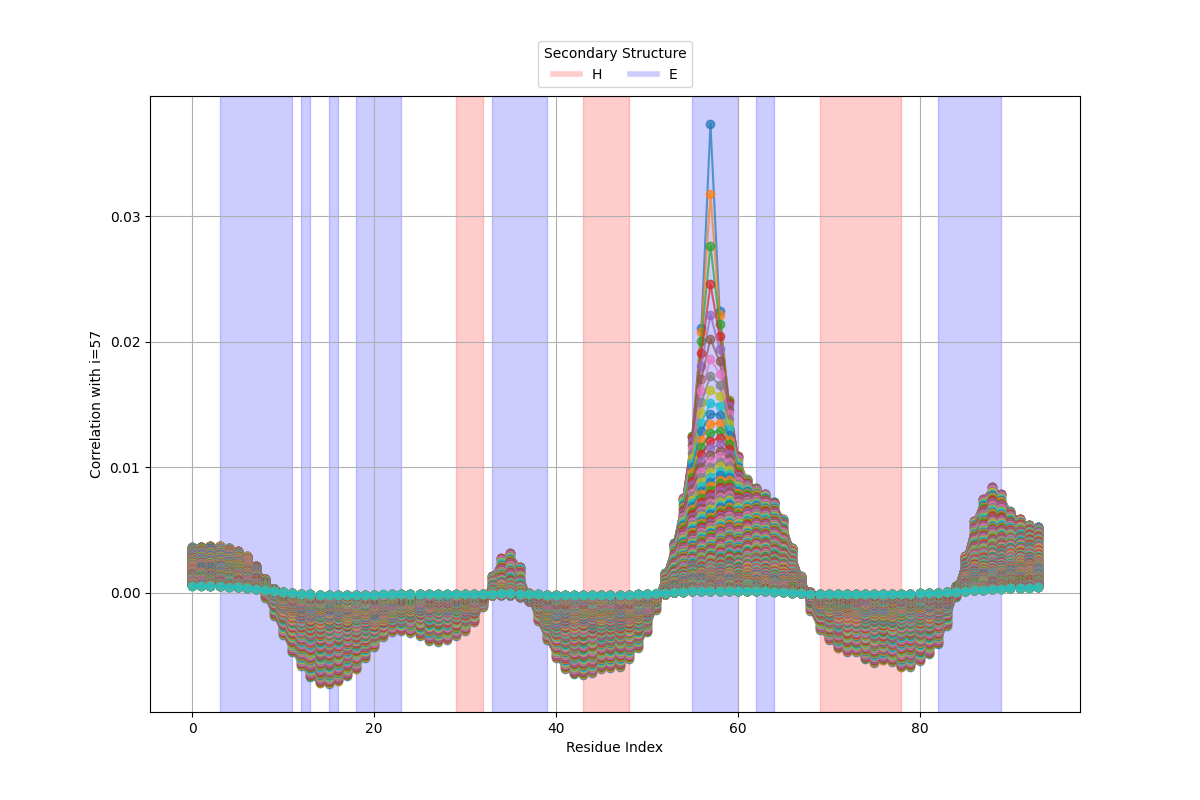 Secondary Structure
H E
0.03
0.02
0.01
0.00
Correlation with i=57
0 20 40 60 80
Residue Index